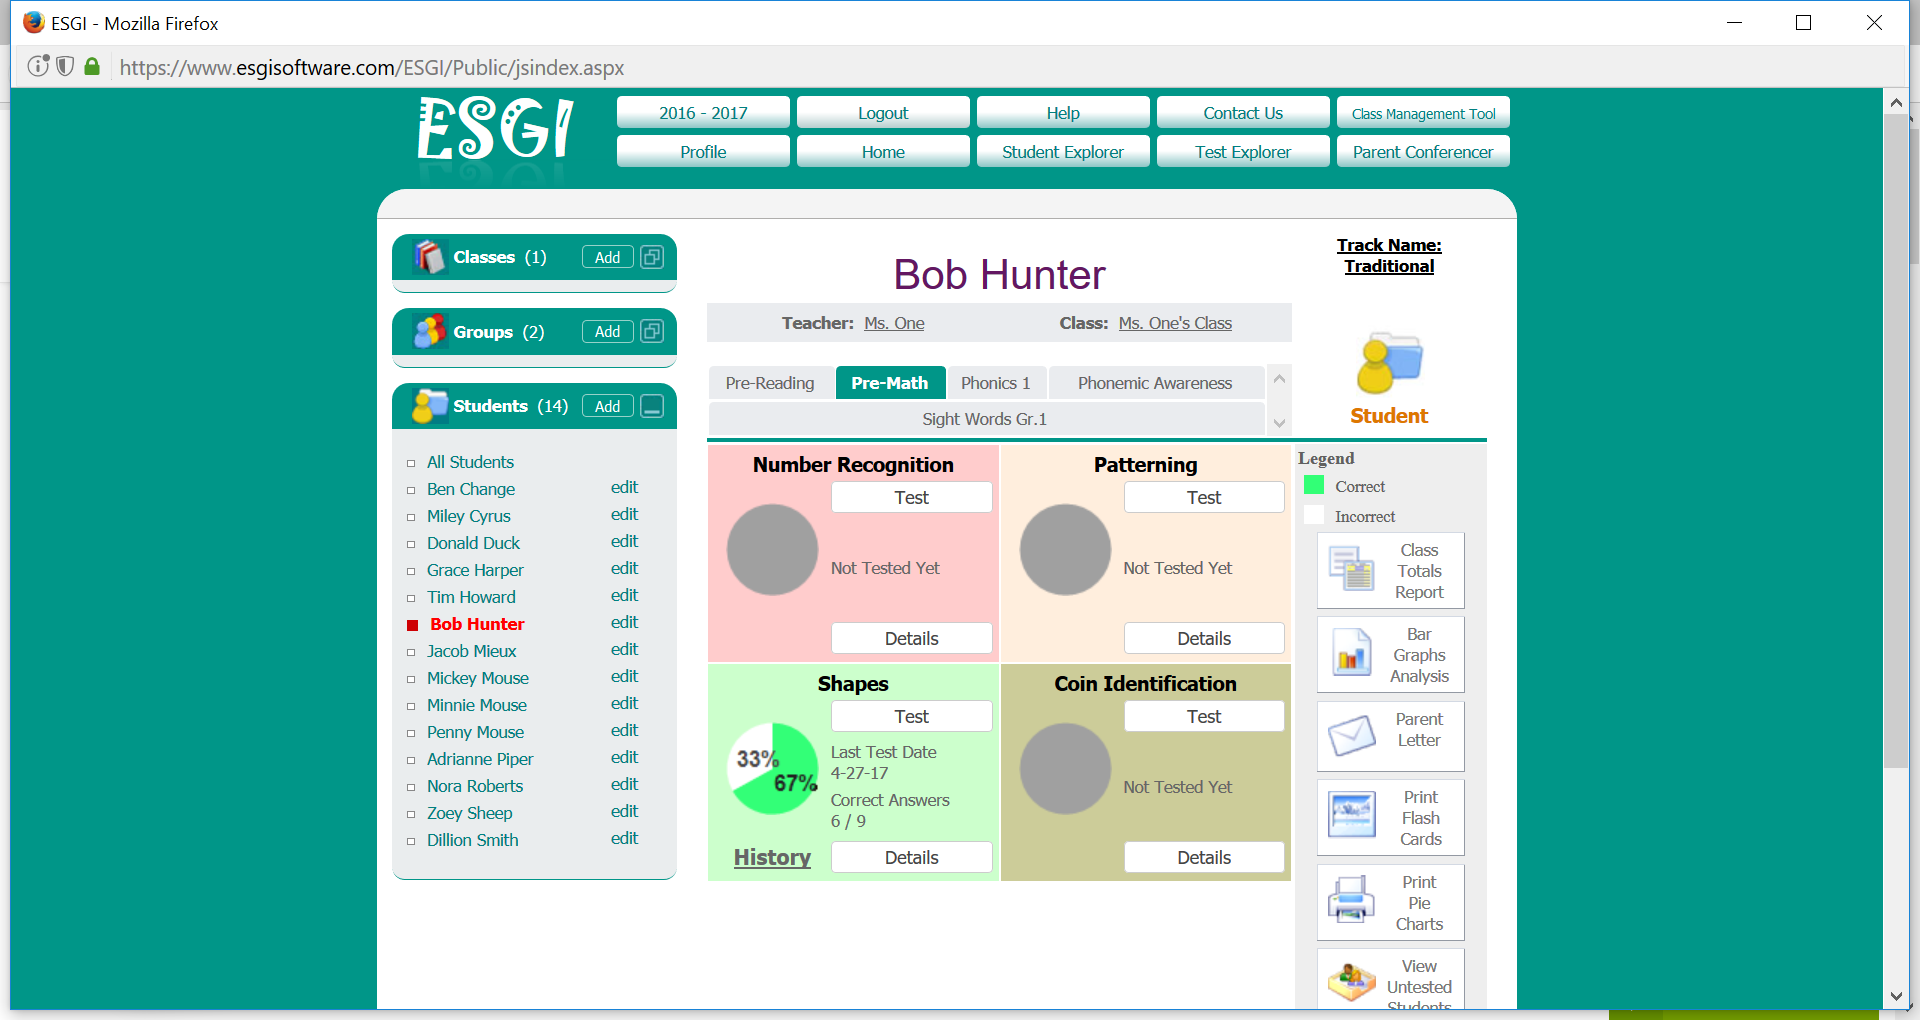 ESGI - Mozilla Firefox
https://www.esgisoftware.com/ESGI/Public/jsindex.aspx
ESGI
2016 - 2017
Logout
Help
Contact Us
Class Management Tool
Profile
Home
Student Explorer
Test Explorer
Parent Conferencer
Classes (1)
Add
Groups (2)
Add
Students (14)
Add
All Students
Ben Change edit
Miley Cyrus edit
Donald Duck edit
Grace Harper edit
Tim Howard edit
Bob Hunter edit
Jacob Mieux edit
Mickey Mouse edit
Minnie Mouse edit
Penny Mouse edit
Adrianne Piper edit
Nora Roberts edit
Zoey Sheep edit
Dillion Smith edit
Bob Hunter
Teacher: Ms. One
Class: Ms. One's Class
Track Name:
Traditional
Student
Pre-Reading
Pre-Math
Phonics 1
Phonemic Awareness
Sight Words Gr.1
Number Recognition
Test
Not Tested Yet
Details
Patterning
Test
Not Tested Yet
Details
Shapes
Test
33%
67%
Last Test Date
4-27-17
Correct Answers
6 / 9
History
Details
Coin Identification
Test
Not Tested Yet
Details
Legend
Correct
Incorrect
Class
Totals
Report
Bar
Graphs
Analysis
Parent
Letter
Print
Flash
Cards
Print
Pie
Charts
View
Untested
Students